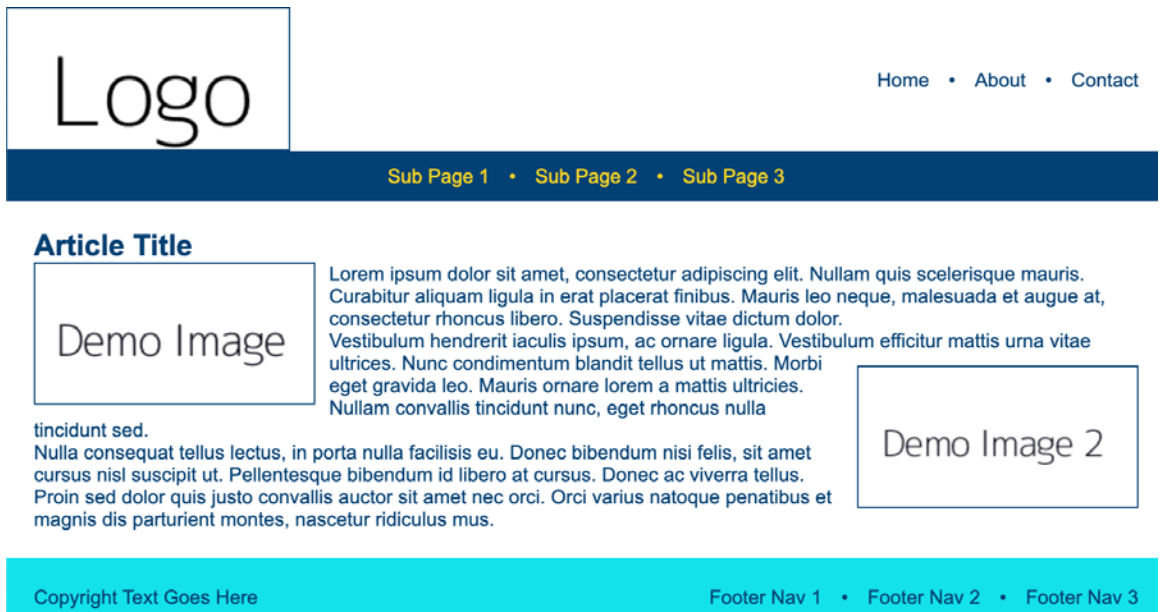 Logo
Home • About • Contact
Sub Page 1 • Sub Page 2 • Sub Page 3
Article Title
Demo Image
Lorem ipsum dolor sit amet, consectetur adipiscing elit. Nullam quis scelerisque mauris.
Curabitur aliquam ligula in erat placerat finibus. Mauris leo neque, malesuada et augue at,
consectetur rhoncus libero. Suspendisse vitae dictum dolor.
Vestibulum hendrerit iaculis ipsum, ac ornare ligula. Vestibulum efficitur mattis urna vitae
ultrices. Nunc condimentum blandit tellus ut mattis. Morbi
eget gravida leo. Mauris ornare lorem a mattis ultricies.
Nullam convallis tincidunt nunc, eget rhoncus nulla
tincidunt sed.
Demo Image 2
Nulla consequat tellus lectus, in porta nulla facilisis eu. Donec bibendum nisi felis, sit amet
cursus nisl suscipit ut. Pellentesque bibendum id libero at cursus. Donec ac viverra tellus.
Proin sed dolor quis justo convallis auctor sit amet nec orci. Orci varius natoque penatibus et
magnis dis parturient montes, nascetur ridiculus mus.
Copyright Text Goes Here
Footer Nav 1 • Footer Nav 2 • Footer Nav 3